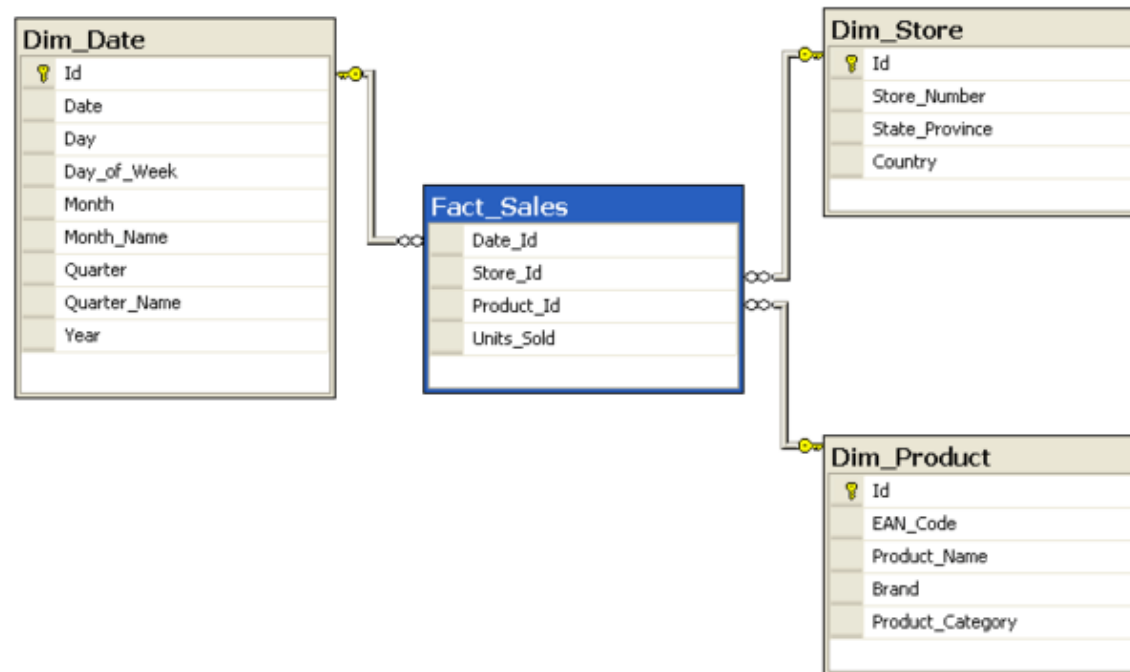 Dim_Date
Id
Date
Day
Day_of_Week
Month
Month_Name
Quarter
Quarter_Name
Year
Fact_Sales
Date_Id
Store_Id
Product_Id
Units_Sold
Dim_Store
Id
Store_Number
State_Province
Country
Dim_Product
Id
EAN_Code
Product_Name
Brand
Product_Category